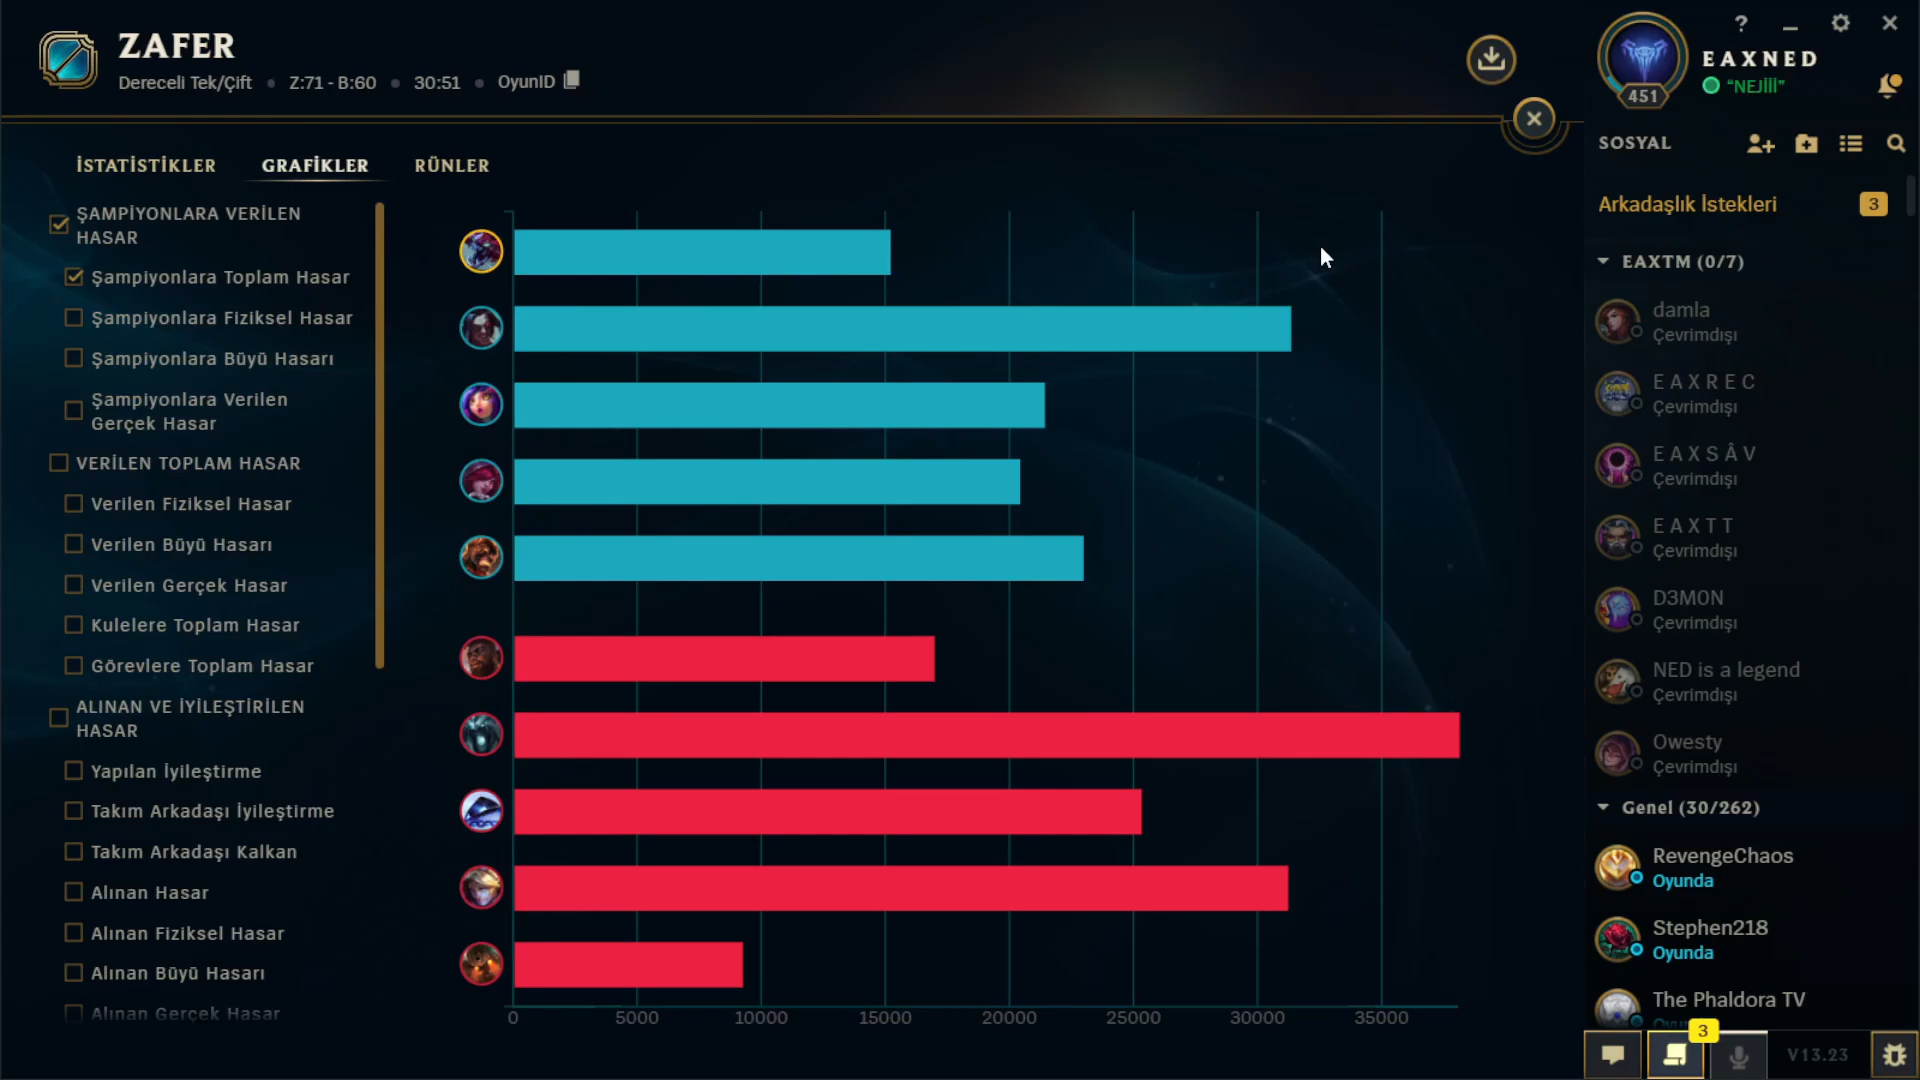 ZAFER
Dereceli Tek/Çift • Z:71 - B:60 • 30:51 • OyunID
İSTATİSTİKLER GRAFİKLER RÜNLER
ŞAMPİYONLARA VERİLEN
HASAR
Şampiyonlara Toplam Hasar
Şampiyonlara Fiziksel Hasar
Şampiyonlara Büyü Hasarı
Şampiyonlara Verilen
Gerçek Hasar
VERİLEN TOPLAM HASAR
Verilen Fiziksel Hasar
Verilen Büyü Hasarı
Verilen Gerçek Hasar
Kulelere Toplam Hasar
Görevlere Toplam Hasar
ALINAN VE İYİLEŞTİRİLEN
HASAR
Yapılan İyileştirme
Takım Arkadaşı İyileştirme
Takım Arkadaşı Kalkan
Alınan Hasar
Alınan Fiziksel Hasar
Alınan Büyü Hasarı
Alınan Gerçek Hasar
0 5000 10000 15000 20000 25000 30000 35000
?
EAXNED
"NEJİİİ"
451
SOSYAL
Arkadaşlık İstekleri 3
EAXTM (0/7)
damla
Çevrimdışı
E A X R E C
Çevrimdışı
E A X S Â V
Çevrimdışı
E A X T T
Çevrimdışı
D3M0N
Çevrimdışı
NED is a legend
Çevrimdışı
Owesty
Çevrimdışı
Genel (30/262)
RevengeChaos
Oyunda
Stephen218
Oyunda
The Phaldora TV
3
V13.23